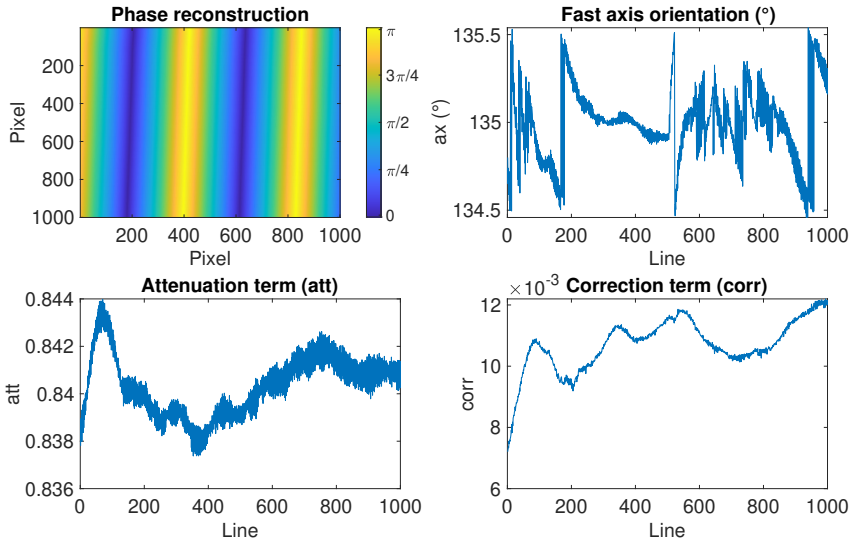 Phase reconstruction
200
400
600
800
1000
Pixel
200 400 600 800 1000
Pixel
π
3π/4
π/2
π/4
0
Fast axis orientation (°)
135.5
135
134.5
ax (°)
0 200 400 600 800 1000
Line
Attenuation term (att)
0.844
0.842
0.84
0.838
0.836
att
0 200 400 600 800 1000
Line
×10⁻³ Correction term (corr)
12
10
8
6
corr
0 200 400 600 800 1000
Line